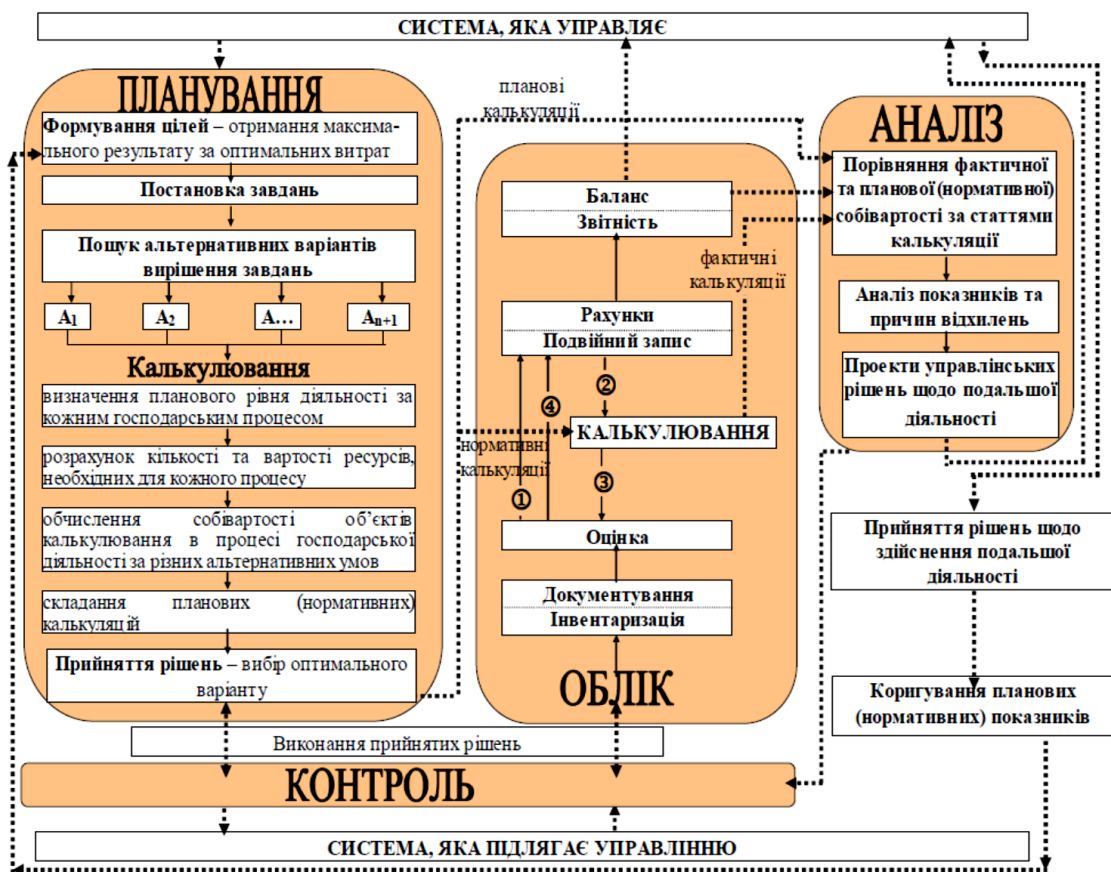 СИСТЕМА, ЯКА УПРАВЛЯЄ
ПЛАНУВАННЯ
Формування цілей – отримання максима-
льного результату за оптимальних витрат
Постановка завдань
Пошук альтернативних варіантів
вирішення завдань
А1
А2
А…
Аn+1
Калькулювання
визначення планового рівня діяльності за
кожним господарським процесом
розрахунок кількості та вартості ресурсів,
необхідних для кожного процесу
обчислення собівартості об’єктів
калькулювання в процесі господарської
діяльності за різних альтернативних умов
складання планових (нормативних)
калькуляцій
Прийняття рішень – вибір оптимального
варіанту
планові
калькуляції
Баланс
Звітність
фактичні
калькуляції
Рахунки
Подвійний запис
②
④
КАЛЬКУЛЮВАННЯ
нормативні
калькуляції
③
①
Оцінка
Документування
Інвентаризація
ОБЛІК
АНАЛІЗ
Порівняння фактичної
та планової (нормативної)
собівартості за статтями
калькуляції
Аналіз показників та
причин відхилень
Проекти управлінських
рішень щодо подальшої
діяльності
Прийняття рішень щодо
здійснення подальшої
діяльності
Коригування планових
(нормативних) показників
Виконання прийнятих рішень
КОНТРОЛЬ
СИСТЕМА, ЯКА ПІДЛЯГАЄ УПРАВЛІННЮ